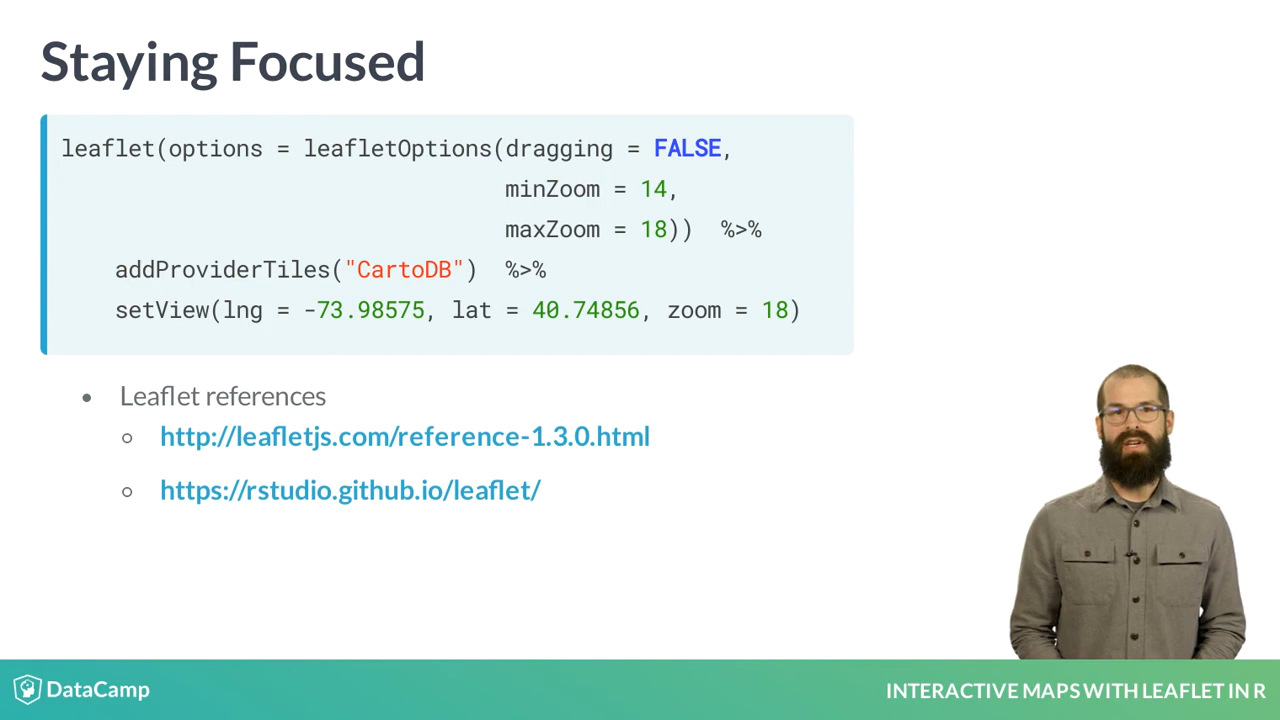 Staying Focused
leaflet(options = leafletOptions(dragging = FALSE,
minZoom = 14,
maxZoom = 18))  %>%
addProviderTiles("CartoDB")  %>%
setView(lng = -73.98575, lat = 40.74856, zoom = 18)
• Leaflet references
○ http://leafletjs.com/reference-1.3.0.html
○ https://rstudio.github.io/leaflet/
DataCamp
INTERACTIVE MAPS WITH LEAFLET IN R